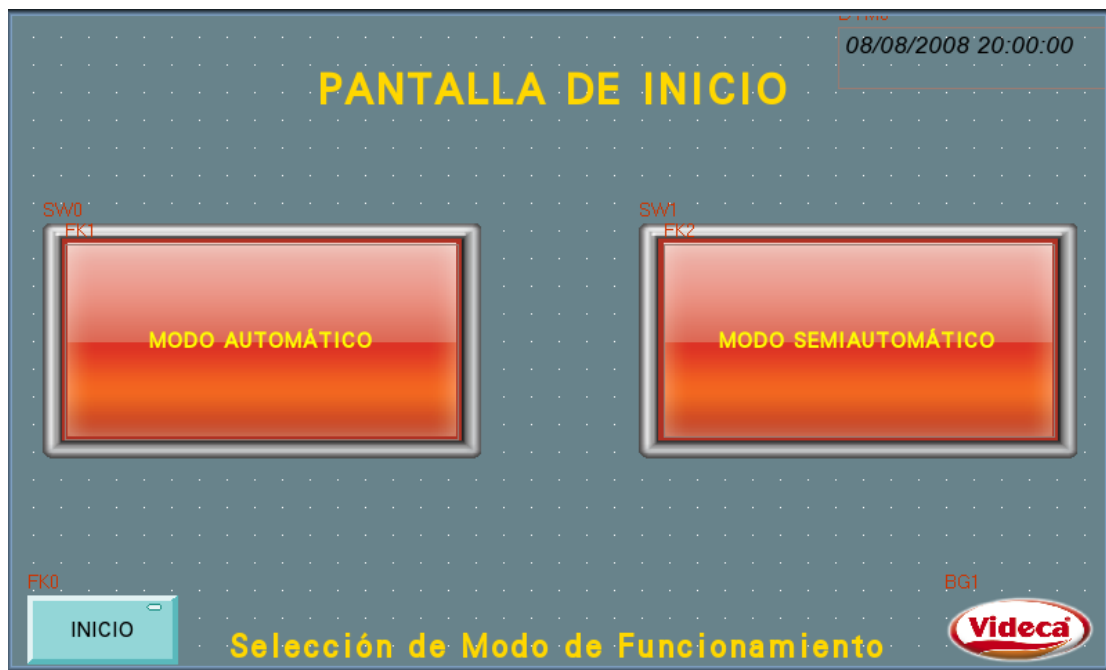 08/08/2008 20:00:00
PANTALLA DE INICIO
SW0
SW1
FK1
FK2
MODO AUTOMÁTICO
MODO SEMIAUTOMÁTICO
FK0
BG1
INICIO
Videca
Selección de Modo de Funcionamiento